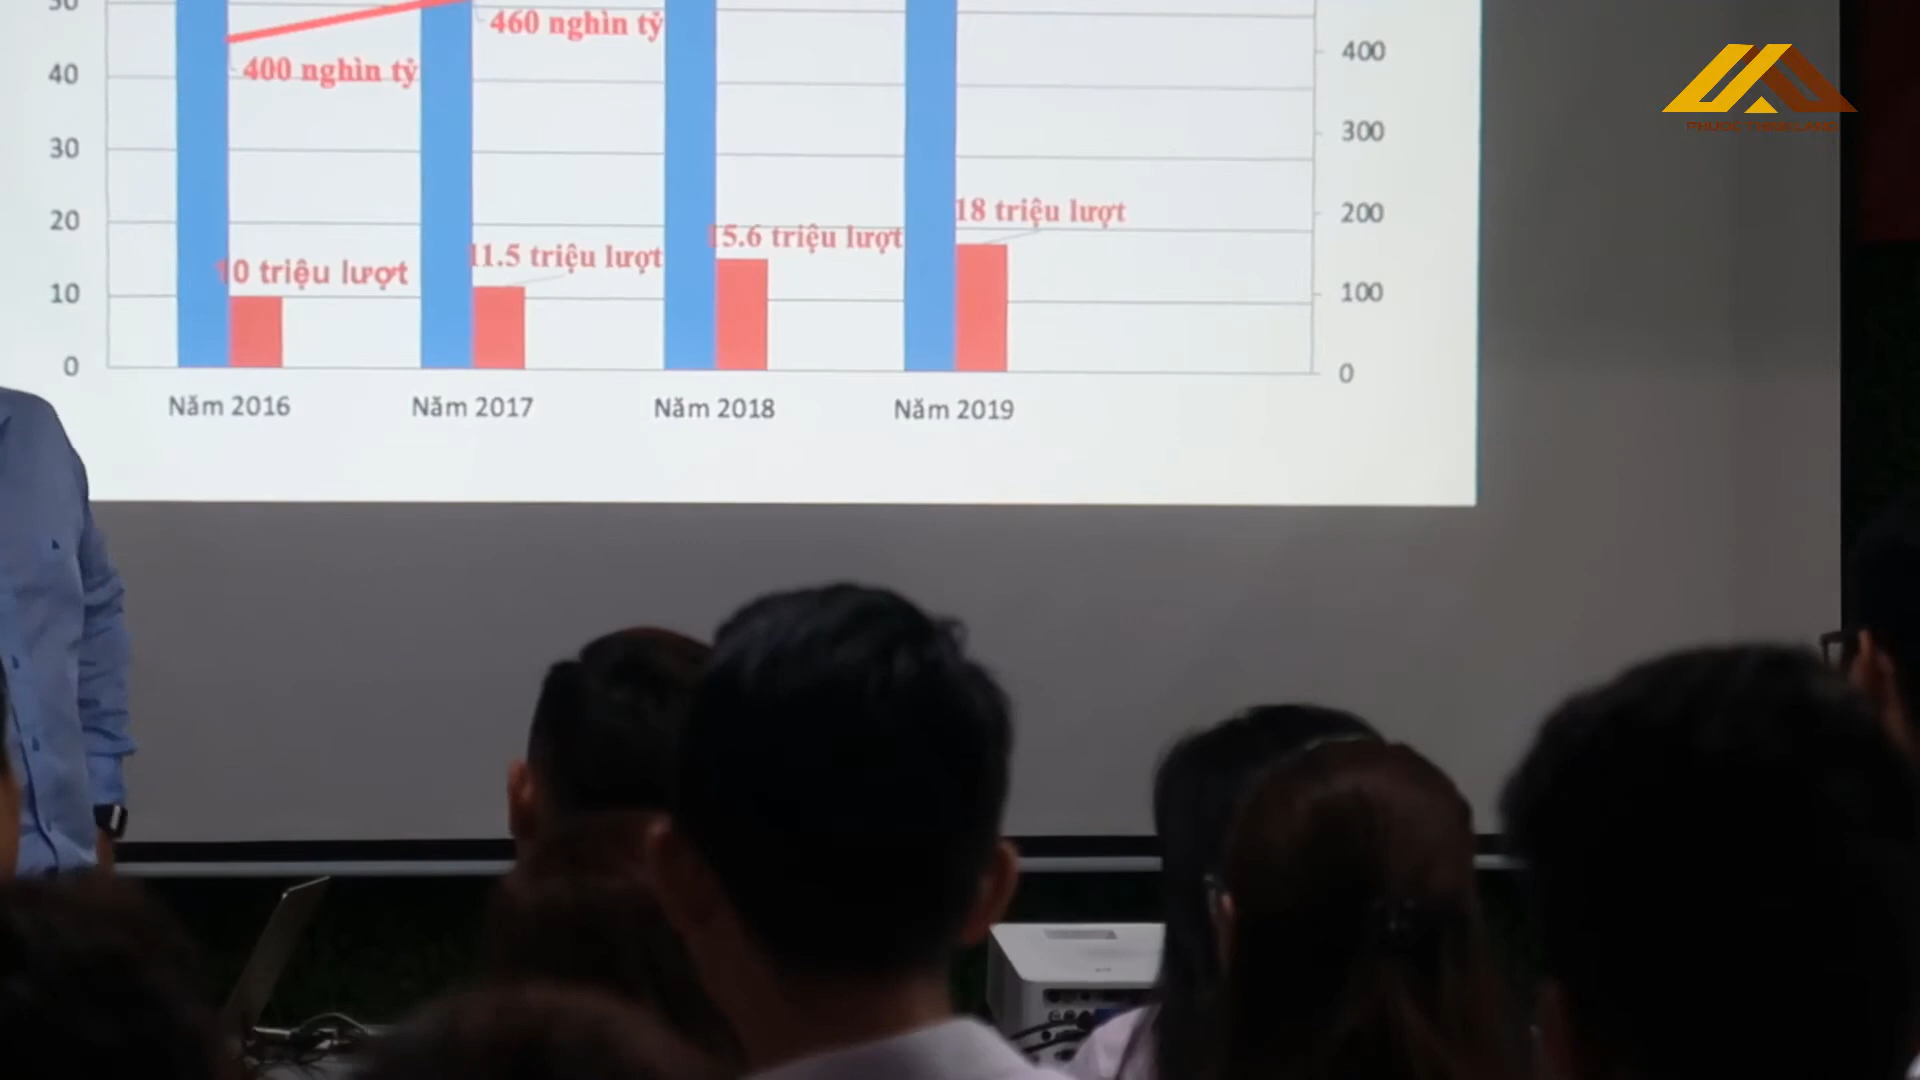 50
460 nghìn tỷ
400
400 nghìn tỷ
40
300
30
18 triệu lượt
200
20
15.6 triệu lượt
11.5 triệu lượt
10 triệu lượt
10
100
0
0
Năm 2016
Năm 2017
Năm 2018
Năm 2019